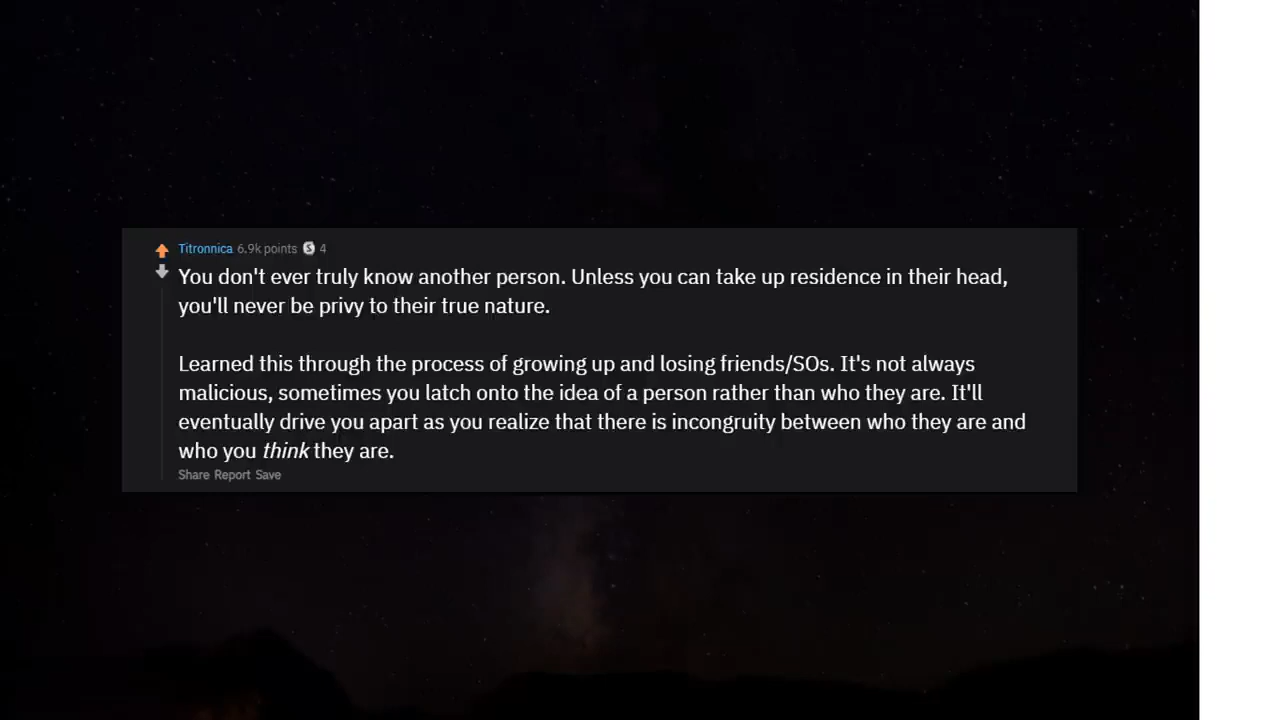 Titronnica 6.9k points S 4
You don't ever truly know another person. Unless you can take up residence in their head,
you'll never be privy to their true nature.
Learned this through the process of growing up and losing friends/SOs. It's not always
malicious, sometimes you latch onto the idea of a person rather than who they are. It'll
eventually drive you apart as you realize that there is incongruity between who they are and
who you think they are.
Share Report Save